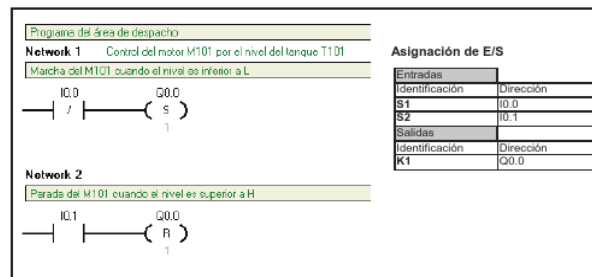 Programa del área de despacho
Network 1 Control del motor M101 por el nivel del tanque T101
Marcha del M101 cuando el nivel es inferior a L
I0.0 Q0.0
/ S
1
Network 2
Parada del M101 cuando el nivel es superior a H
I0.1 Q0.0
R
1
Asignación de E/S
Entradas
Identificación Dirección
S1 I0.0
S2 I0.1
Salidas
Identificación Dirección
K1 Q0.0